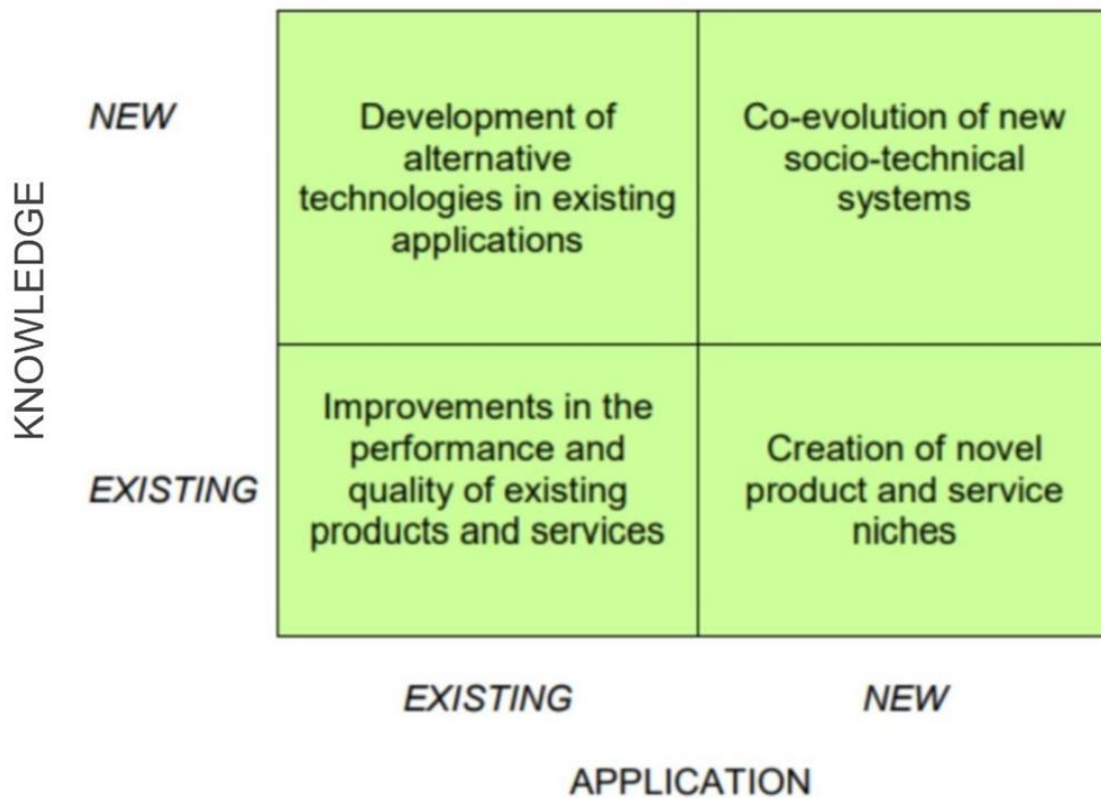 KNOWLEDGE
NEW
Development of
alternative
technologies in existing
applications
Co-evolution of new
socio-technical
systems
EXISTING
Improvements in the
performance and
quality of existing
products and services
Creation of novel
product and service
niches
EXISTING
NEW
APPLICATION